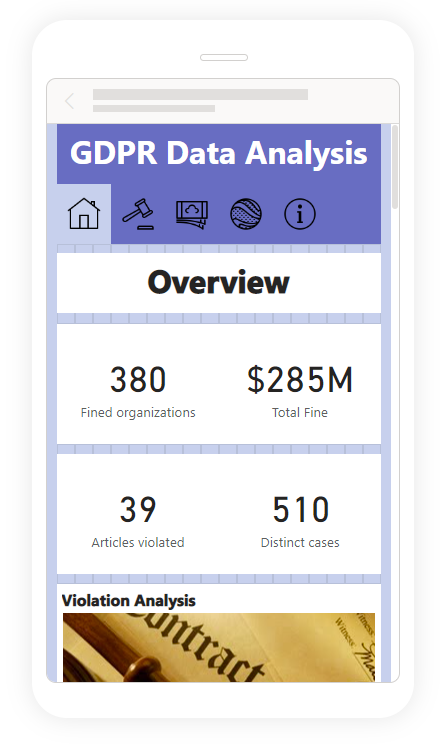 GDPR Data Analysis
Overview
380
Fined organizations
$285M
Total Fine
39
Articles violated
510
Distinct cases
Violation Analysis
Contract
Witness